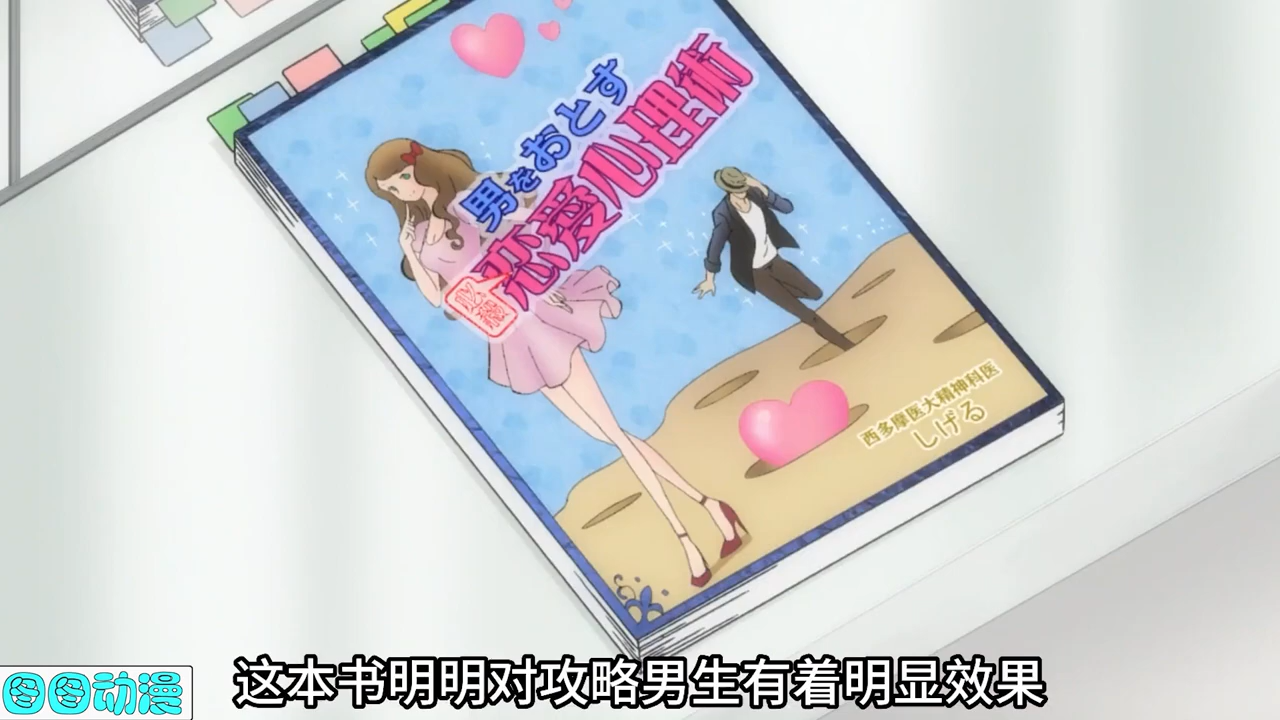 男をおとす
恋愛心理術
必殺
西多摩医大精神科医
しげる
这本书明明对攻略男生有着明显效果
图图动漫